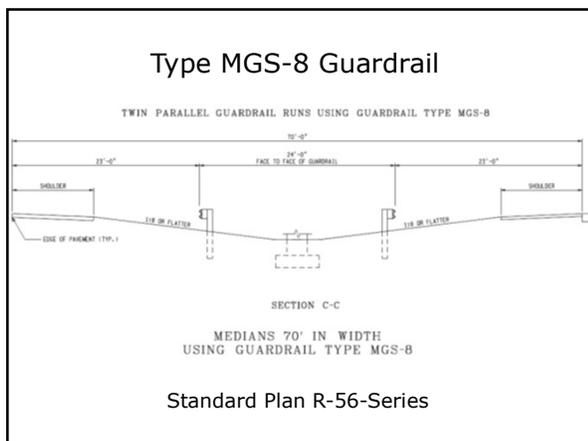 Type MGS-8 Guardrail
TWIN PARALLEL GUARDRAIL RUNS USING GUARDRAIL TYPE MGS-8
70'-0"
23'-0"
24'-0"
FACE TO FACE OF GUARDRAIL
23'-0"
SHOULDER
SHOULDER
1:8 OR FLATTER
1:8 OR FLATTER
EDGE OF PAVEMENT (TYP.)
SECTION C-C
MEDIANS 70' IN WIDTH
USING GUARDRAIL TYPE MGS-8
Standard Plan R-56-Series